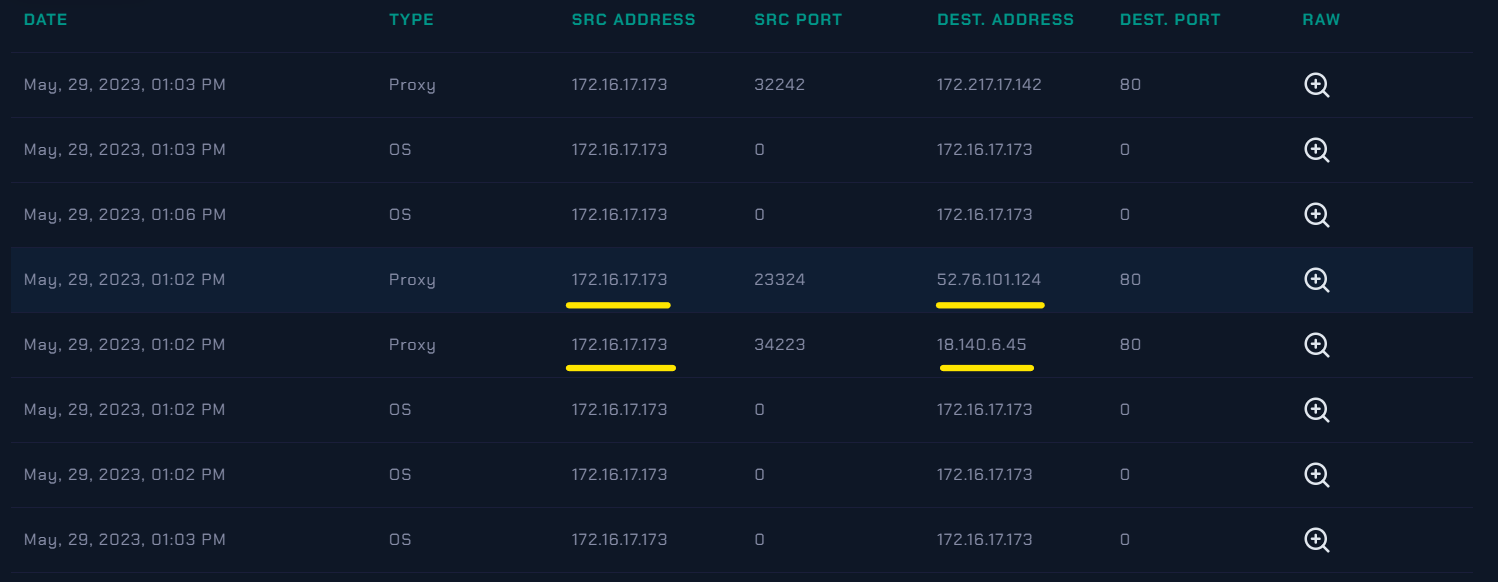 DATE TYPE SRC ADDRESS SRC PORT DEST. ADDRESS DEST. PORT RAW
May, 29, 2023, 01:03 PM Proxy 172.16.17.173 32242 172.217.17.142 80
May, 29, 2023, 01:03 PM OS 172.16.17.173 0 172.16.17.173 0
May, 29, 2023, 01:06 PM OS 172.16.17.173 0 172.16.17.173 0
May, 29, 2023, 01:02 PM Proxy 172.16.17.173 23324 52.76.101.124 80
May, 29, 2023, 01:02 PM Proxy 172.16.17.173 34223 18.140.6.45 80
May, 29, 2023, 01:02 PM OS 172.16.17.173 0 172.16.17.173 0
May, 29, 2023, 01:02 PM OS 172.16.17.173 0 172.16.17.173 0
May, 29, 2023, 01:03 PM OS 172.16.17.173 0 172.16.17.173 0